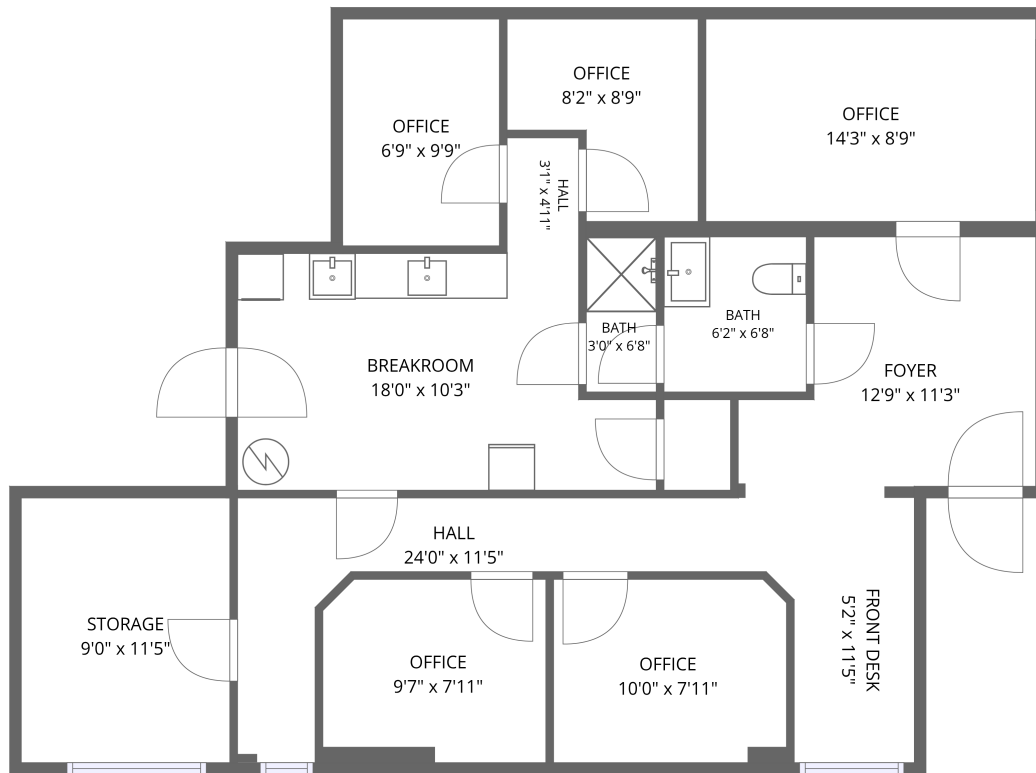 OFFICE
8'2" x 8'9"
OFFICE
14'3" x 8'9"
OFFICE
6'9" x 9'9"
HALL
3'1" x 4'11"
BATH
6'2" x 6'8"
BATH
3'0" x 6'8"
BREAKROOM
18'0" x 10'3"
FOYER
12'9" x 11'3"
HALL
24'0" x 11'5"
STORAGE
9'0" x 11'5"
OFFICE
9'7" x 7'11"
OFFICE
10'0" x 7'11"
FRONT DESK
5'2" x 11'5"